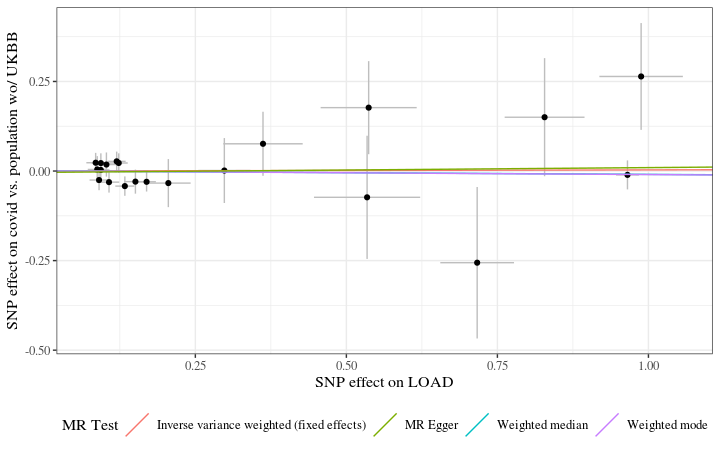 SNP effect on covid vs. population wo/ UKBB
0.25
0.00
-0.25
-0.50
0.25
0.50
0.75
1.00
SNP effect on LOAD
MR Test
Inverse variance weighted (fixed effects)
MR Egger
Weighted median
Weighted mode